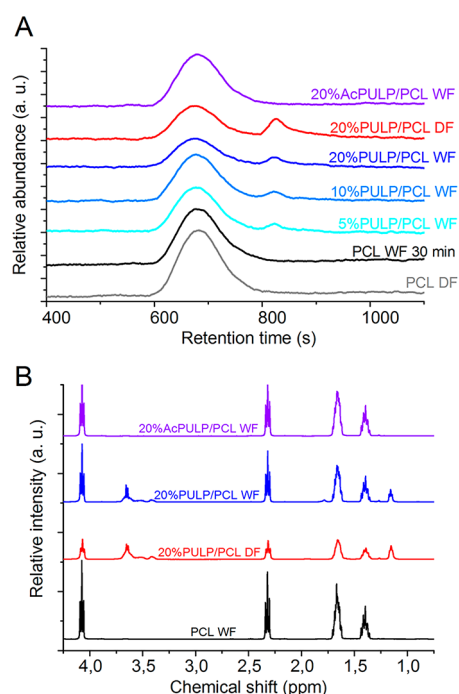 A
Relative abundance (a. u.)
20%AcPULP/PCL WF
20%PULP/PCL DF
20%PULP/PCL WF
10%PULP/PCL WF
5%PULP/PCL WF
PCL WF 30 min
PCL DF
400 600 800 1000
Retention time (s)
B
Relative intensity (a. u.)
20%AcPULP/PCL WF
20%PULP/PCL WF
20%PULP/PCL DF
PCL WF
4,0 3,5 3,0 2,5 2,0 1,5 1,0
Chemical shift (ppm)